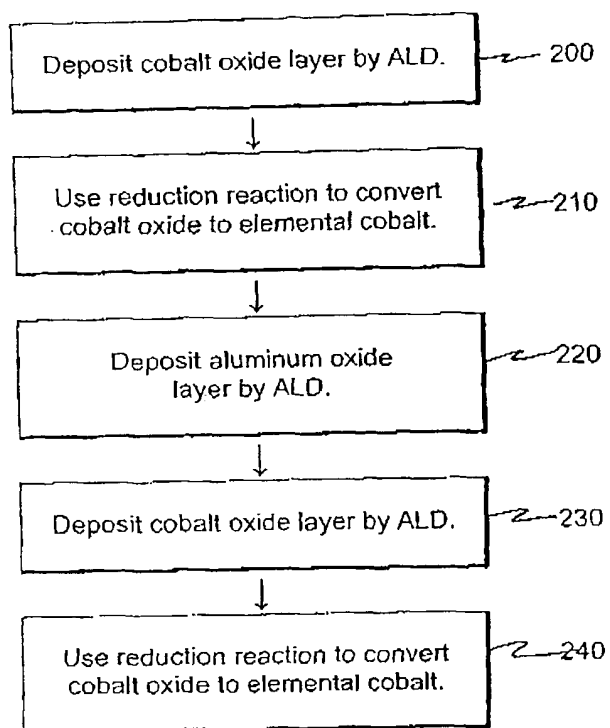 Deposit cobalt oxide layer by ALD.
200
Use reduction reaction to convert
cobalt oxide to elemental cobalt.
210
Deposit aluminum oxide
layer by ALD.
220
Deposit cobalt oxide layer by ALD.
230
Use reduction reaction to convert
cobalt oxide to elemental cobalt.
240